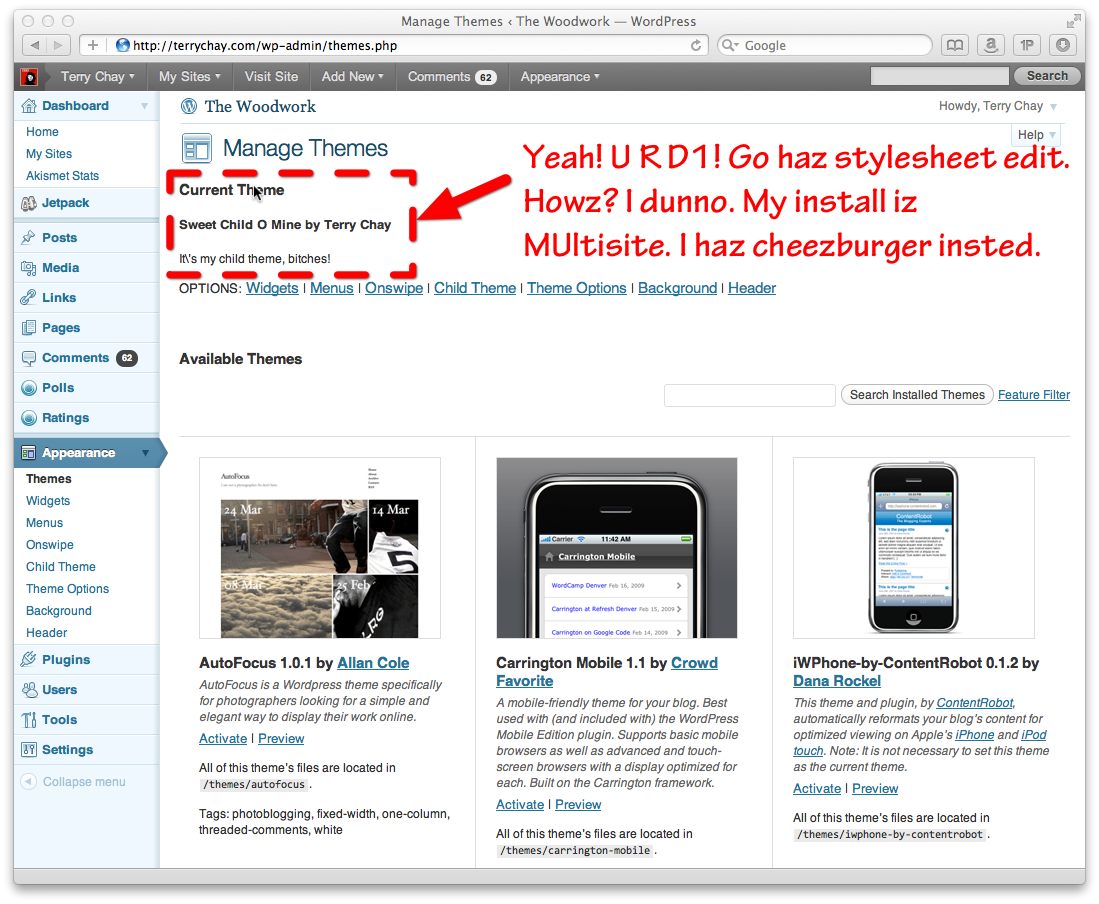 Manage Themes ‹ The Woodwork — WordPress
http://terrychay.com/wp-admin/themes.php
Google
1P
Terry Chay
My Sites
Visit Site
Add New
Comments 62
Appearance
Search
Dashboard
Home
My Sites
Akismet Stats
Jetpack
Posts
Media
Links
Pages
Comments 62
Polls
Ratings
Appearance
Themes
Widgets
Menus
Onswipe
Child Theme
Theme Options
Background
Header
Plugins
Users
Tools
Settings
Collapse menu
The Woodwork
Howdy, Terry Chay
Help
Manage Themes
Yeah! U R D1! Go haz stylesheet edit.
Howz? I dunno. My install iz
MUltisite. I haz cheezburger insted.
Current Theme
Sweet Child O Mine by Terry Chay
It\'s my child theme, bitches!
OPTIONS: Widgets | Menus | Onswipe | Child Theme | Theme Options | Background | Header
Available Themes
Search Installed Themes
Feature Filter
AutoFocus
24 Mar
14 Mar
08 Mar
25 Feb
AutoFocus 1.0.1 by Allan Cole
AutoFocus is a Wordpress theme specifically
for photographers looking for a simple and
elegant way to display their work online.
Activate | Preview
All of this theme's files are located in
/themes/autofocus .
Tags: photoblogging, fixed-width, one-column,
threaded-comments, white
Carrier
11:42 AM
Carrington Mobile
WordCamp Denver Feb 16, 2009
Carrington at Refresh Denver Feb 15, 2009
Carrington on Google Code Feb 14, 2009
Carrington Mobile 1.1 by Crowd
Favorite
A mobile-friendly theme for your blog. Best
used with (and included with) the WordPress
Mobile Edition plugin. Supports basic mobile
browsers as well as advanced and touch-
screen browsers with a display optimized for
each. Built on the Carrington framework.
Activate | Preview
All of this theme's files are located in
/themes/carrington-mobile .
ContentRobot
The Blogging Experts
This is the page title
This is the page title
iWPhone-by-ContentRobot 0.1.2 by
Dana Rockel
This theme and plugin, by ContentRobot,
automatically reformats your blog's content for
optimized viewing on Apple's iPhone and iPod
touch. Note: It is not necessary to set this theme
as the current theme.
Activate | Preview
All of this theme's files are located in
/themes/iwphone-by-contentrobot .